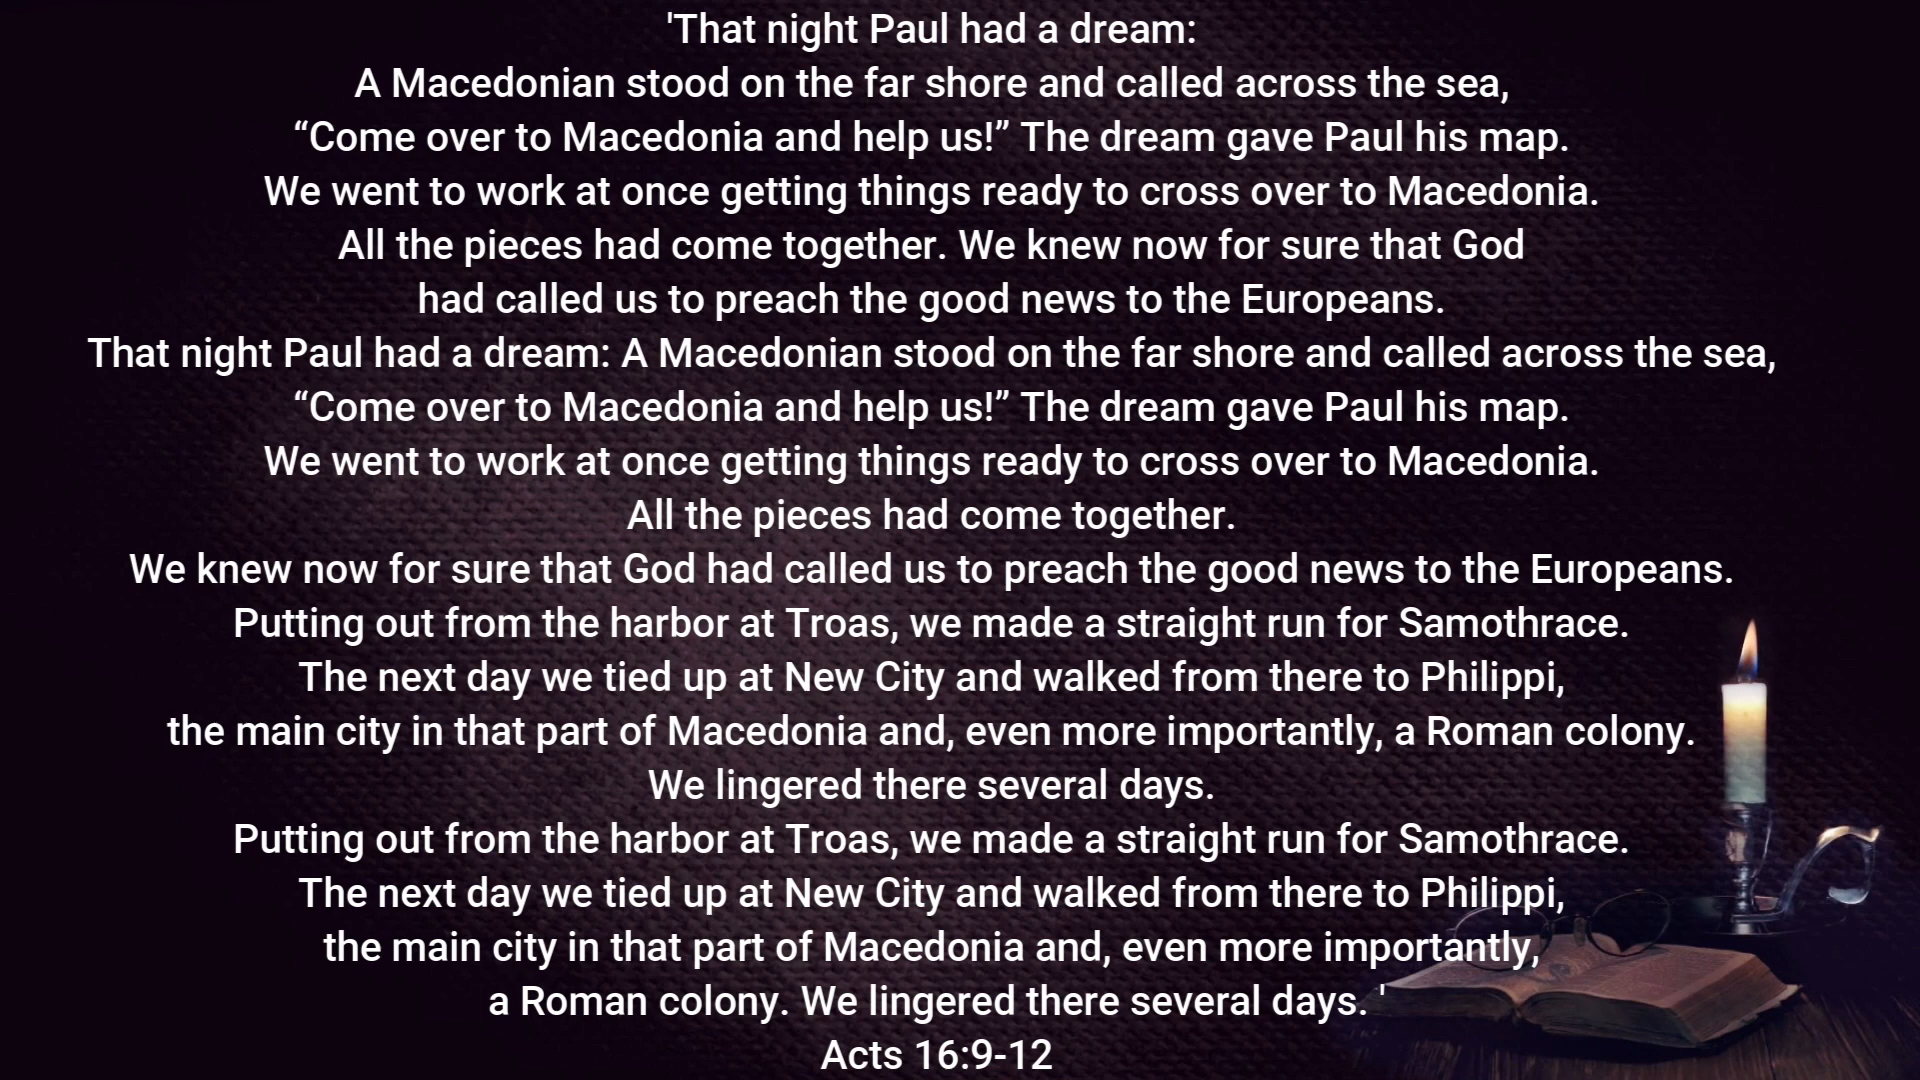 'That night Paul had a dream:
A Macedonian stood on the far shore and called across the sea,
“Come over to Macedonia and help us!” The dream gave Paul his map.
We went to work at once getting things ready to cross over to Macedonia.
All the pieces had come together. We knew now for sure that God
had called us to preach the good news to the Europeans.
That night Paul had a dream: A Macedonian stood on the far shore and called across the sea,
“Come over to Macedonia and help us!” The dream gave Paul his map.
We went to work at once getting things ready to cross over to Macedonia.
All the pieces had come together.
We knew now for sure that God had called us to preach the good news to the Europeans.
Putting out from the harbor at Troas, we made a straight run for Samothrace.
The next day we tied up at New City and walked from there to Philippi,
the main city in that part of Macedonia and, even more importantly, a Roman colony.
We lingered there several days.
Putting out from the harbor at Troas, we made a straight run for Samothrace.
The next day we tied up at New City and walked from there to Philippi,
the main city in that part of Macedonia and, even more importantly,
a Roman colony. We lingered there several days. '
Acts 16:9-12